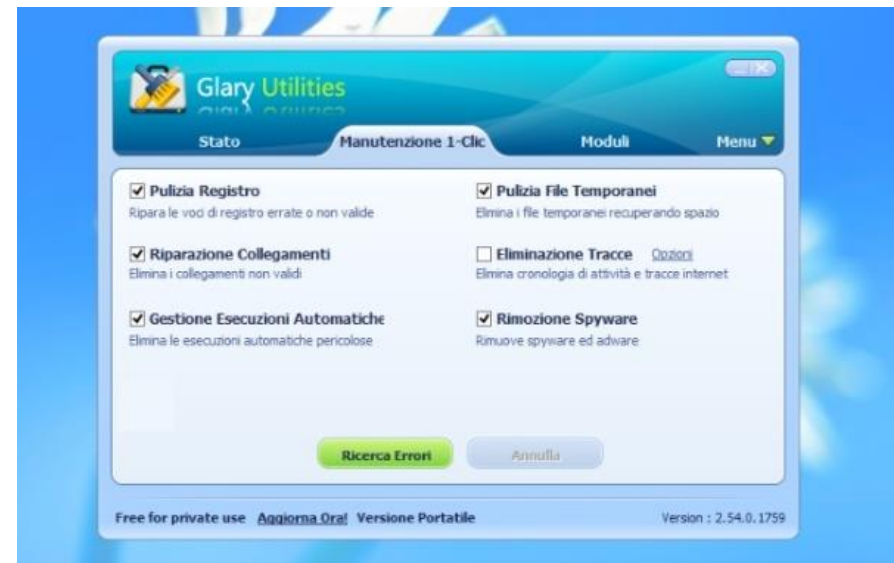 Glary Utilities
Stato Manutenzione 1-Clic Moduli Menu
Pulizia Registro
Ripara le voci di registro errate o non valide
Pulizia File Temporanei
Elimina i file temporanei recuperando spazio
Riparazione Collegamenti
Elimina i collegamenti non validi
Eliminazione Tracce Opzioni
Elimina cronologia di attività e tracce internet
Gestione Esecuzioni Automatiche
Elimina le esecuzioni automatiche pericolose
Rimozione Spyware
Rimuove spyware ed adware
Ricerca Errori Annulla
Free for private use Aggiorna Ora! Versione Portatile Version : 2.54.0.1759